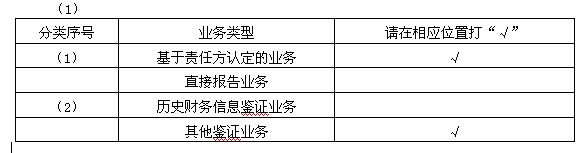 （1）
分类序号 业务类型 请在相应位置打“√”
（1） 基于责任方认定的业务 √
直接报告业务
（2） 历史财务信息鉴证业务
其他鉴证业务 √